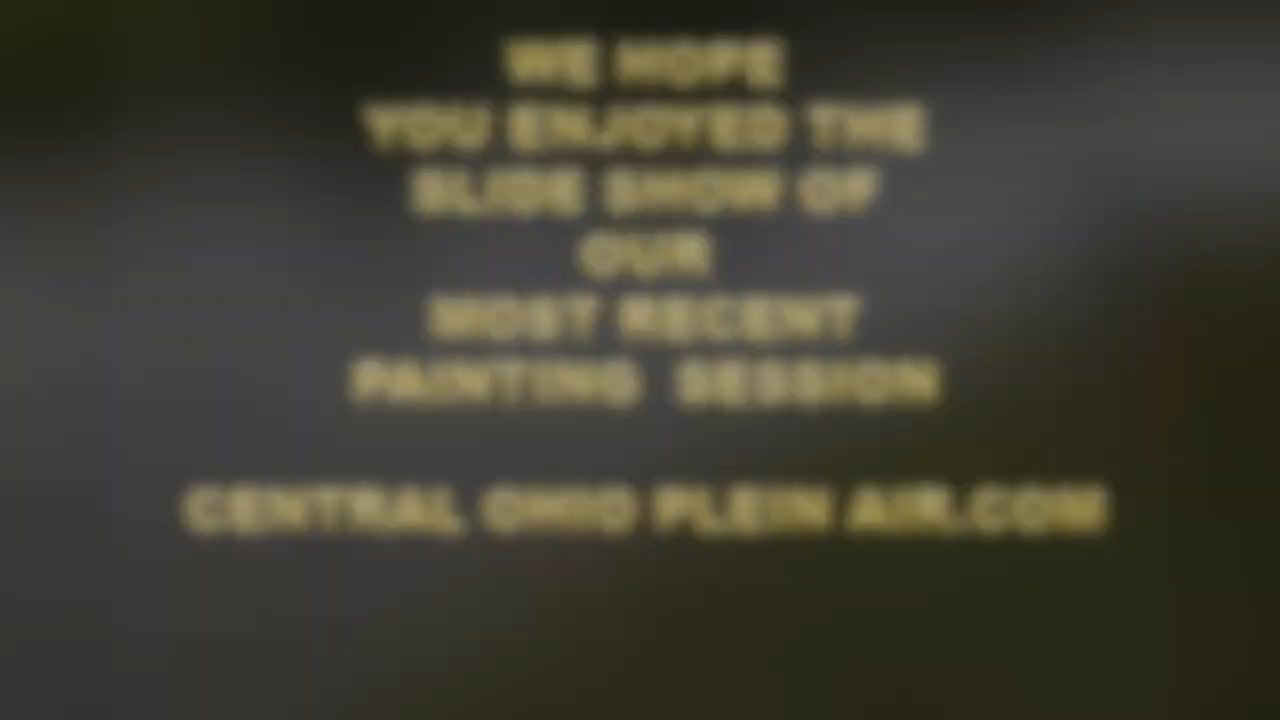 WE HOPE
YOU ENJOYED THE
SLIDE SHOW OF
OUR
MOST RECENT
PAINTING SESSION
CENTRAL OHIO PLEIN AIR.COM